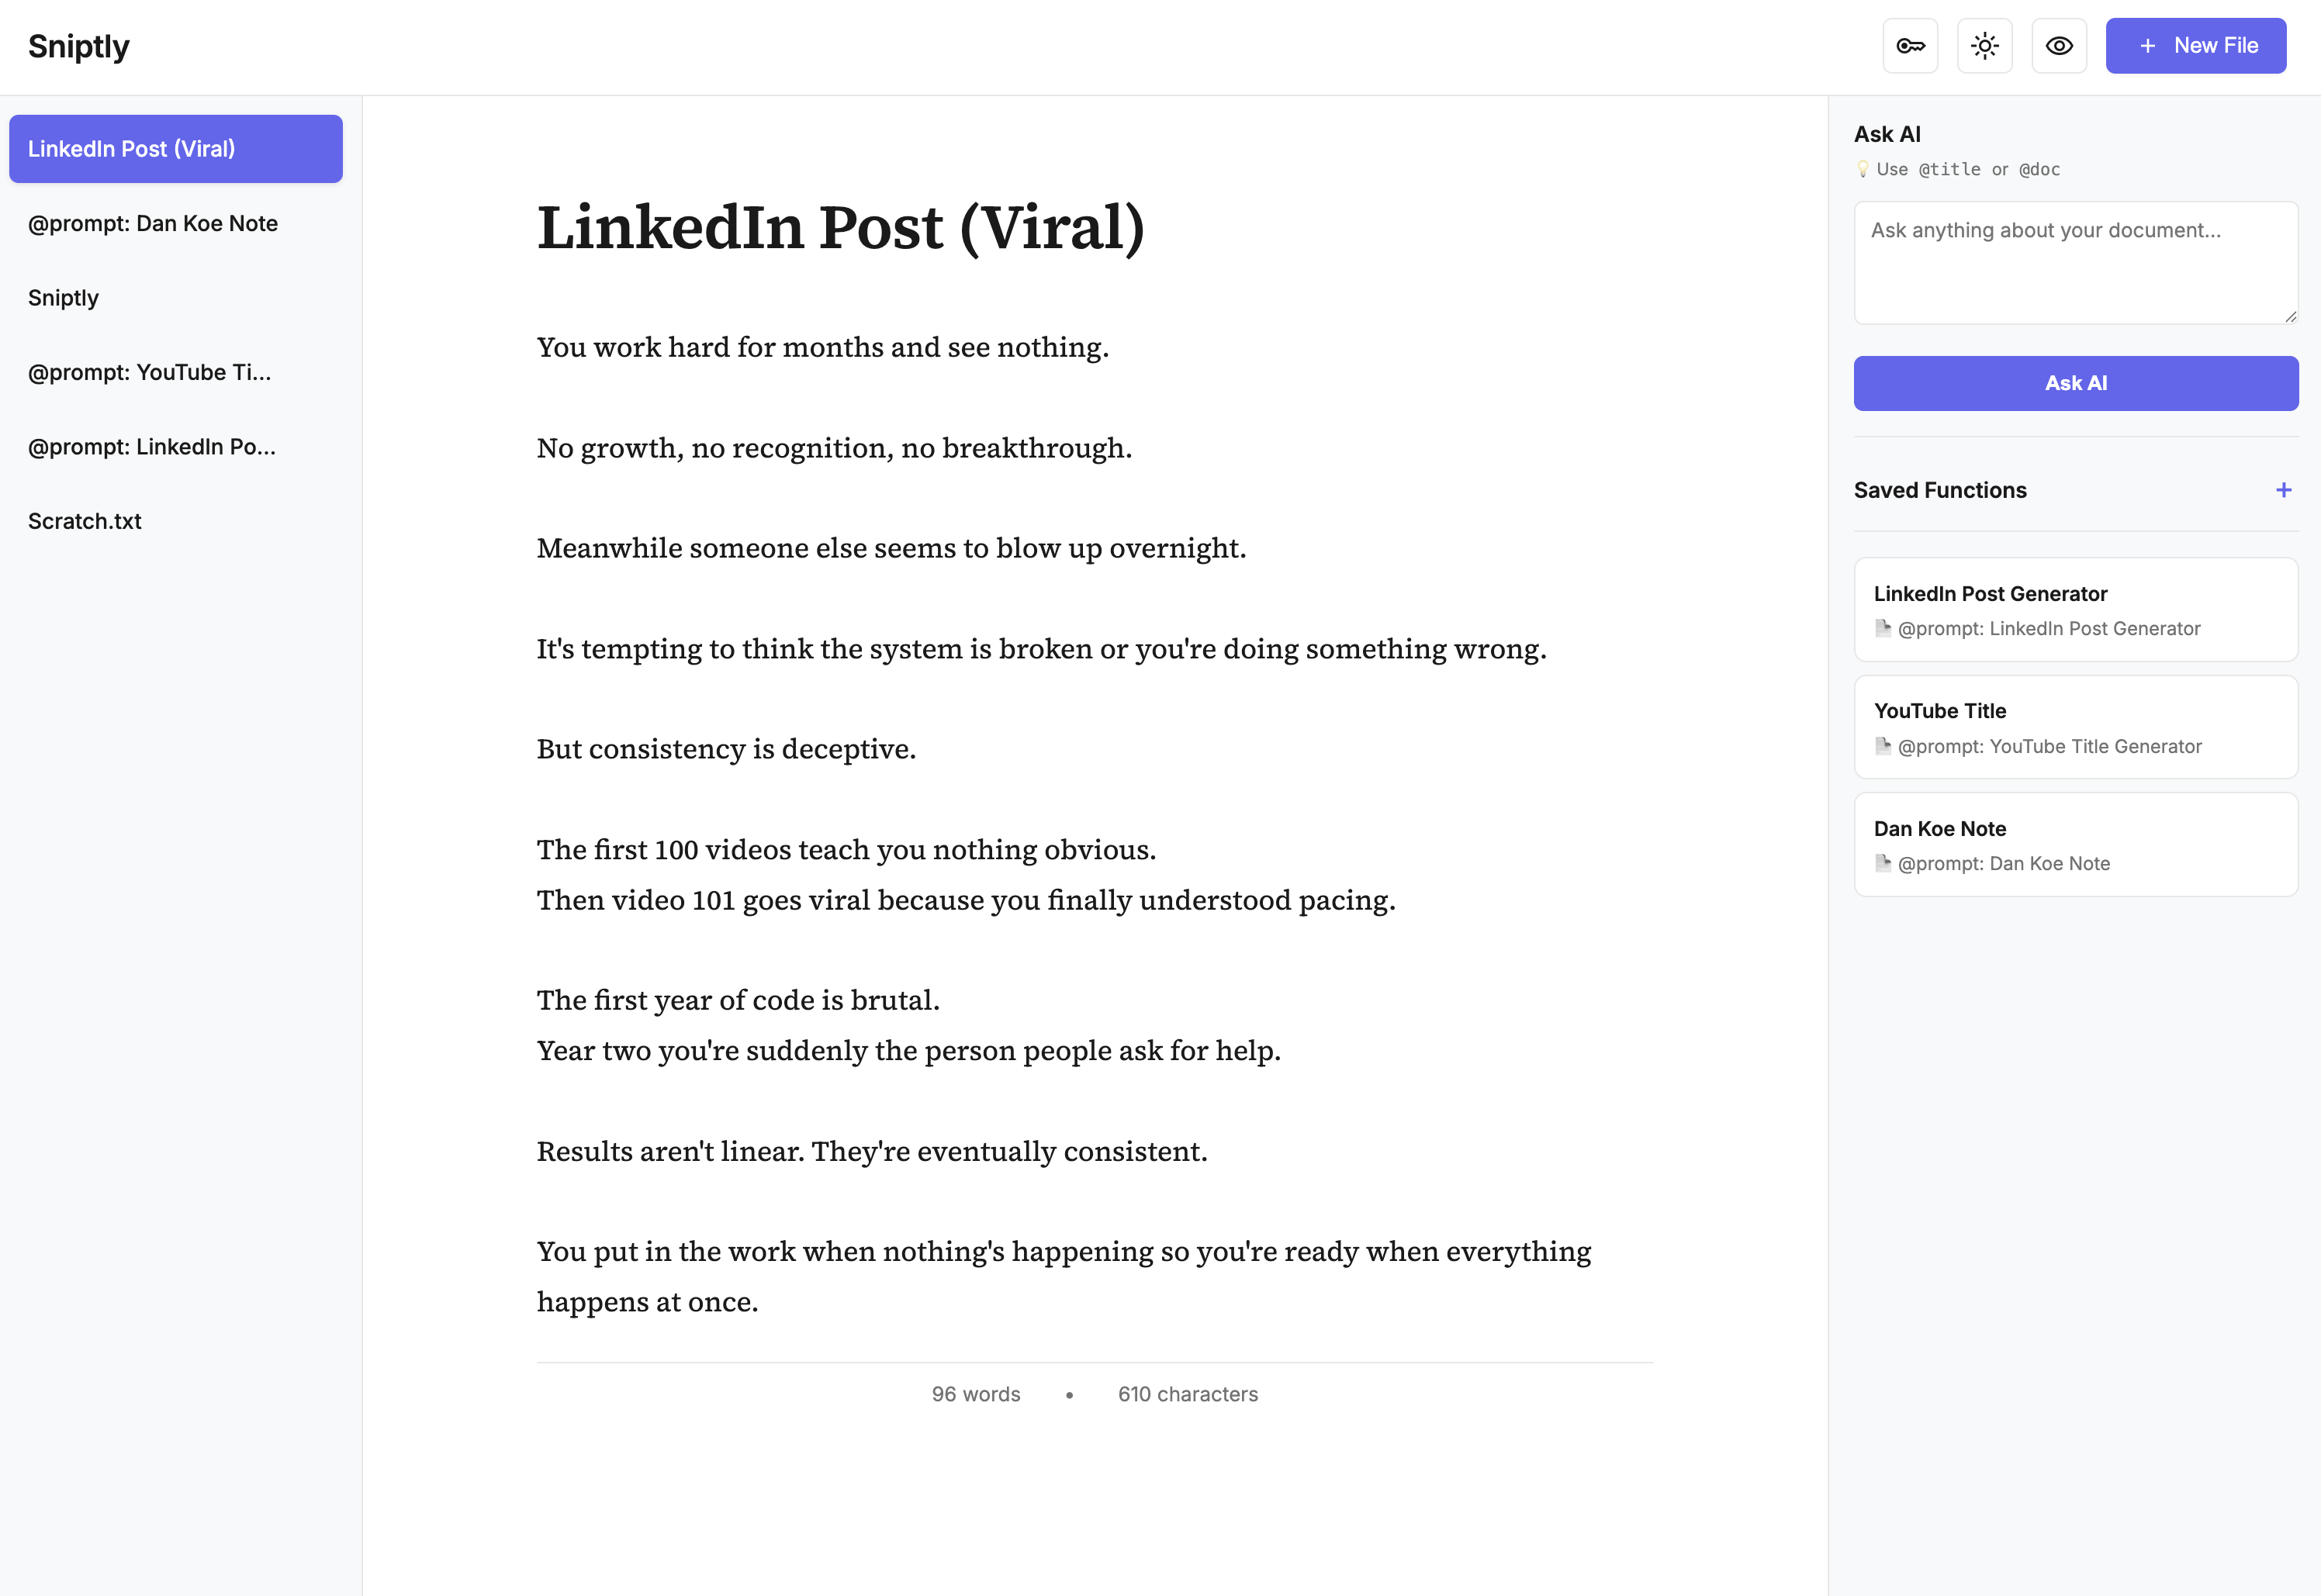 Sniptly
+ New File
LinkedIn Post (Viral)
@prompt: Dan Koe Note
Sniptly
@prompt: YouTube Ti...
@prompt: LinkedIn Po...
Scratch.txt
LinkedIn Post (Viral)
You work hard for months and see nothing.
No growth, no recognition, no breakthrough.
Meanwhile someone else seems to blow up overnight.
It's tempting to think the system is broken or you're doing something wrong.
But consistency is deceptive.
The first 100 videos teach you nothing obvious.
Then video 101 goes viral because you finally understood pacing.
The first year of code is brutal.
Year two you're suddenly the person people ask for help.
Results aren't linear. They're eventually consistent.
You put in the work when nothing's happening so you're ready when everything
happens at once.
96 words • 610 characters
Ask AI
💡 Use @title or @doc
Ask anything about your document...
Ask AI
Saved Functions +
LinkedIn Post Generator
@prompt: LinkedIn Post Generator
YouTube Title
@prompt: YouTube Title Generator
Dan Koe Note
@prompt: Dan Koe Note